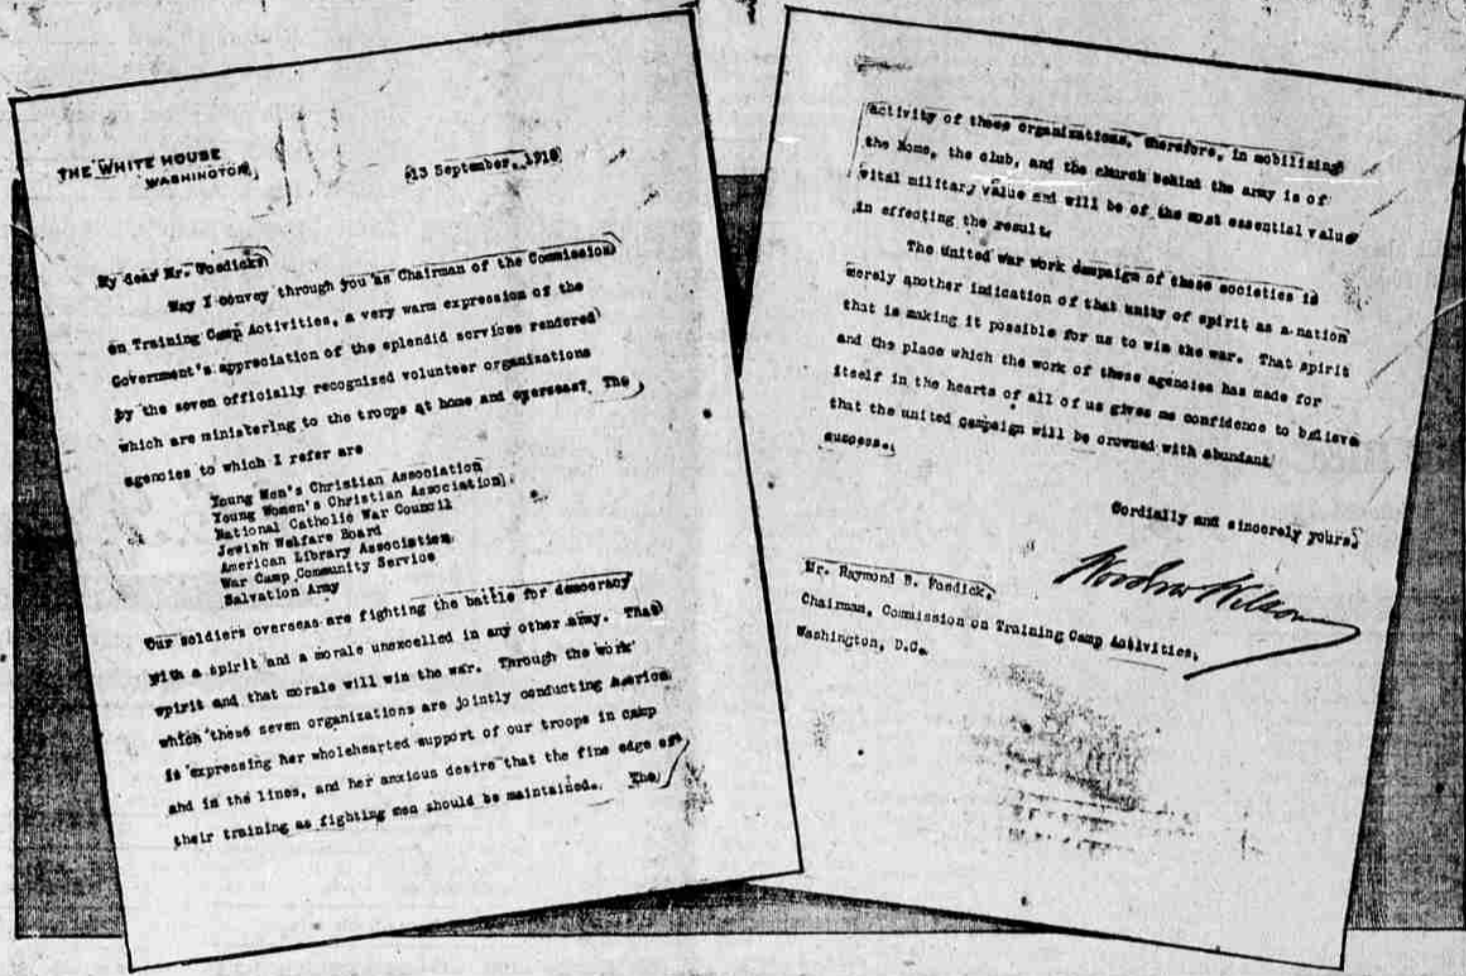 THE WHITE HOUSE
WASHINGTON
13 September, 1918
My dear Mr. Fosdick:
May I convey through you as Chairman of the Commission
on Training Camp Activities, a very warm expression of the
Government's appreciation of the splendid services rendered
by the seven officially recognized volunteer organizations
which are ministering to the troops at home and overseas? The
agencies to which I refer are
Young Men's Christian Association
Young Women's Christian Association
National Catholic War Council
Jewish Welfare Board
American Library Association
War Camp Community Service
Salvation Army
Our soldiers overseas are fighting the battle for democracy
with a spirit and a morale unexcelled in any other army. That
spirit and that morale will win the war. Through the work
which these seven organizations are jointly conducting America
is expressing her wholehearted support of our troops in camp
and in the lines, and her anxious desire that the fine edge of
their training as fighting men should be maintained. The
activity of these organizations, therefore, in mobilizing
the home, the club, and the church behind the army is of
vital military value and will be of the most essential value
in effecting the result.
The united war work campaign of these societies is
merely another indication of that unity of spirit as a nation
that is making it possible for us to win the war. That spirit
and the place which the work of these agencies has made for
itself in the hearts of all of us gives me confidence to believe
that the united campaign will be crowned with abundant
success.
Cordially and sincerely yours,
Woodrow Wilson
Mr. Raymond B. Fosdick,
Chairman, Commission on Training Camp Activities,
Washington, D.C.